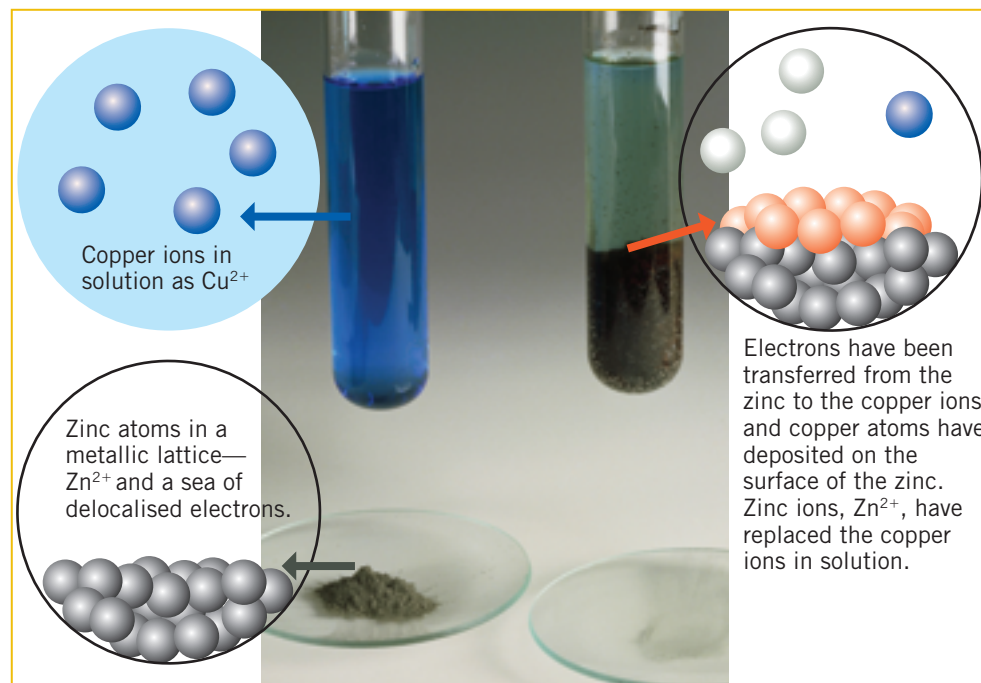 Copper ions in
solution as Cu²⁺
Zinc atoms in a
metallic lattice—
Zn²⁺ and a sea of
delocalised electrons.
Electrons have been
transferred from the
zinc to the copper ions
and copper atoms have
deposited on the
surface of the zinc.
Zinc ions, Zn²⁺, have
replaced the copper
ions in solution.